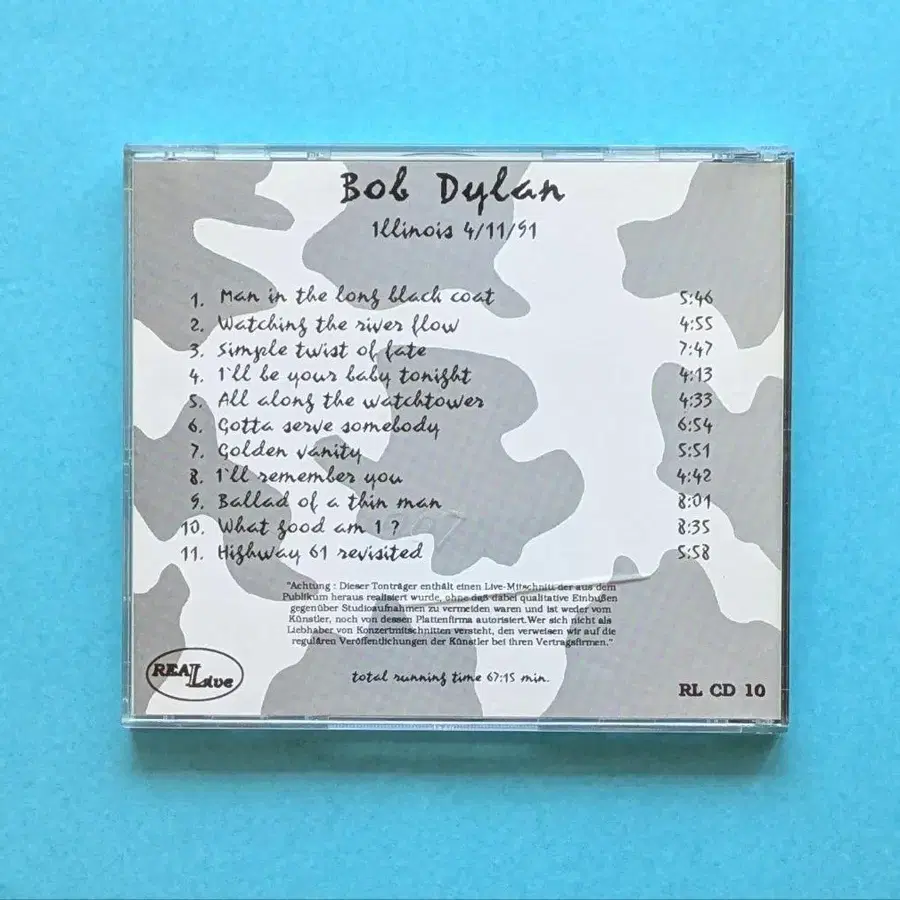 Bob Dylan
Illinois 4/11/91
1. Man in the long black coat 5:46
2. Watching the river flow 4:55
3. Simple twist of fate 7:47
4. I'll be your baby tonight 4:13
5. All along the watchtower 4:33
6. Gotta serve somebody 6:54
7. Golden vanity 5:51
8. I'll remember you 4:42
9. Ballad of a thin man 8:01
10. What good am I ? 8:35
11. Highway 61 revisited 5:58
"Achtung : Dieser Tonträger enthält einen Live-Mitschnitt der aus dem
Publikum heraus realisiert wurde, ohne daß dabei qualitative Einbußen
gegenüber Studioaufnahmen zu vermeiden waren und ist weder vom
Künstler, noch von dessen Plattenfirma autorisiert.Wer sich nicht als
Liebhaber von Konzertmitschnitten versteht, den verweisen wir auf die
regulären Veröffentlichungen der Künstler bei ihren Vertragsfirmen."
REAL Live
total running time 67:15 min.
RL CD 10